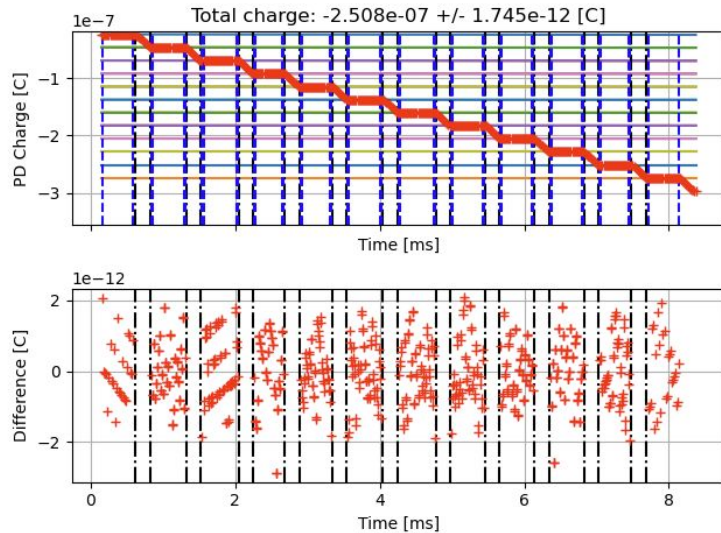 Total charge: -2.508e-07 +/- 1.745e-12 [C]
1e−7
−1
−2
−3
PD Charge [C]
Time [ms]
1e−12
2
0
−2
Difference [C]
0 2 4 6 8
Time [ms]